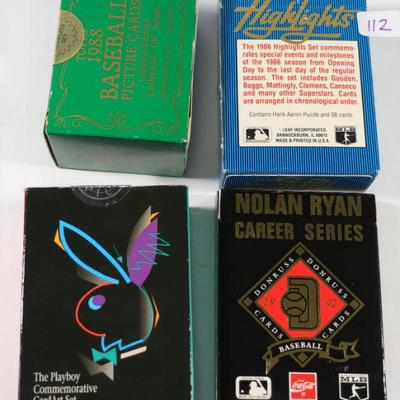 1988
BASEBALL
PICTURE CARDS
Highlights
112
The 1986 Highlights Set commemo-
rates special events and milestones
of the 1986 season from Opening
Day to the last day of the regular
season. The set includes Gooden,
Boggs, Mattingly, Clemens, Canseco
and many other Superstars. Cards
are arranged in chronological order.
Contains Hank Aaron Puzzle and 56 cards.
LEAF INCORPORATED
BANNOCKBURN, IL 60015
MADE & PRINTED IN U.S.A.
MLB
The Playboy
Commemorative
CardArt Set
NOLAN RYAN
CAREER SERIES
DONRUSS
DONRUSS
1992
CARDS
CARDS
BASEBALL
Coca-Cola
MLB